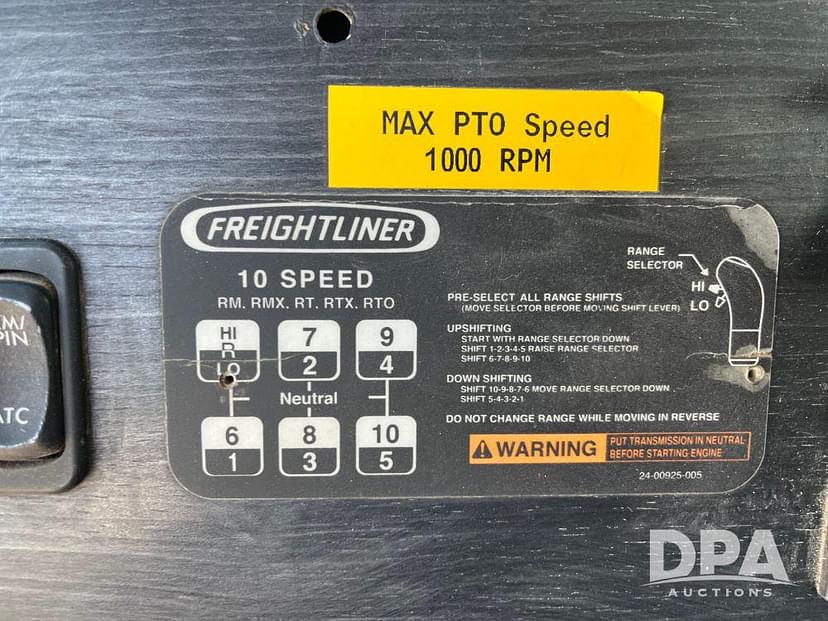 MAX PTO Speed
1000 RPM
FREIGHTLINER
10 SPEED
RM. RMX. RT. RTX. RTO
HI
R
LO
7
2
9
4
Neutral
6
1
8
3
10
5
RANGE
SELECTOR
HI
LO
PRE-SELECT ALL RANGE SHIFTS
(MOVE SELECTOR BEFORE MOVING SHIFT LEVER)
UPSHIFTING
START WITH RANGE SELECTOR DOWN
SHIFT 1-2-3-4-5 RAISE RANGE SELECTOR
SHIFT 6-7-8-9-10
DOWN SHIFTING
SHIFT 10-9-8-7-6 MOVE RANGE SELECTOR DOWN
SHIFT 5-4-3-2-1
DO NOT CHANGE RANGE WHILE MOVING IN REVERSE
WARNING
PUT TRANSMISSION IN NEUTRAL
BEFORE STARTING ENGINE
24-00925-005
ATC
DPA
AUCTIONS